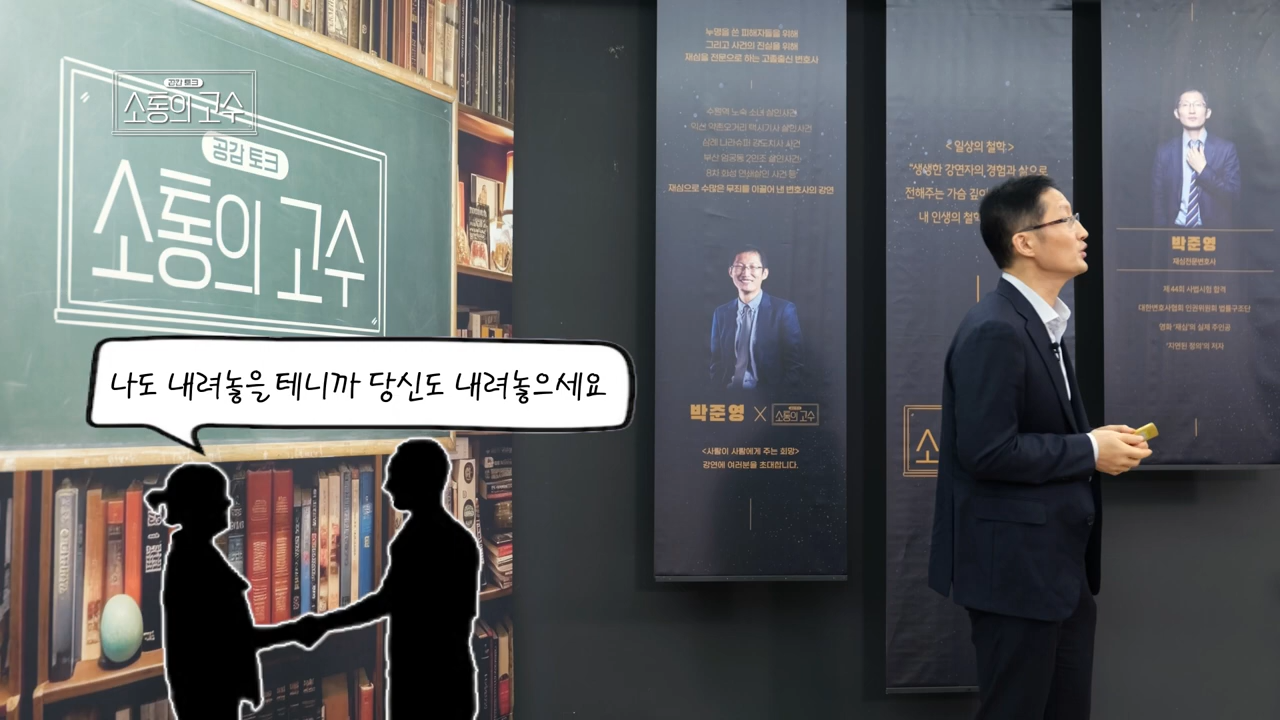 공감 토크
소통의 고수
공감 토크
소통의 고수
나도 내려놓을 테니까 당신도 내려놓으세요
누명을 쓴 피해자들을 위해
그리고 사건의 진실을 위해
재심을 전문으로 하는 고졸출신 변호사
수원역 노숙 소녀 살인사건
익산 약촌오거리 택시기사 살인사건
삼례 나라슈퍼 강도치사 사건
부산 엄궁동 2인조 살인사건
8차 화성 연쇄살인 사건 등
재심으로 수많은 무죄를 이끌어 낸 변호사의 강연
박준영 X 소통의 고수
<사람이 사람에게 주는 희망>
강연에 여러분을 초대합니다.
<일상의 철학>
"생생한 강연자의 경험과 삶으로
전해주는 가슴 깊이
내 인생의 철학
소
박준영
재심전문변호사
제 44회 사법시험 합격
대한변호사협회 인권위원회 법률구조단
영화 '재심'의 실제 주인공
'지연된 정의'의 저자